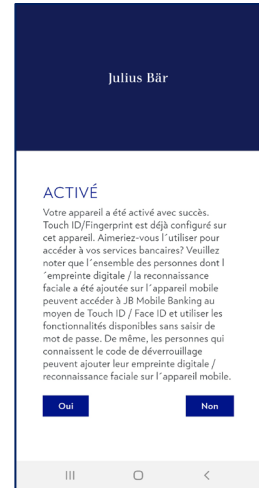 Julius Bär
ACTIVÉ
Votre appareil a été activé avec succès.
Touch ID/Fingerprint est déjà configuré sur
cet appareil. Aimeriez-vous l´utiliser pour
accéder à vos services bancaires? Veuillez
noter que l´ensemble des personnes dont l
´empreinte digitale / la reconnaissance
faciale a été ajoutée sur l´appareil mobile
peuvent accéder à JB Mobile Banking au
moyen de Touch ID / Face ID et utiliser les
fonctionnalités disponibles sans saisir de
mot de passe. De même, les personnes qui
connaissent le code de déverrouillage
peuvent ajouter leur empreinte digitale /
reconnaissance faciale sur l´appareil mobile.
Oui
Non